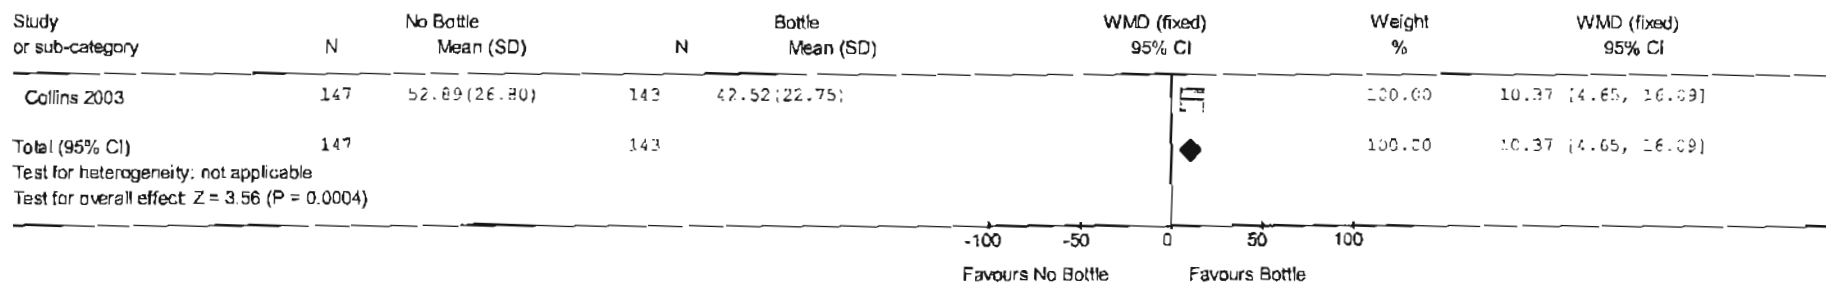 Study No Bottle Bottle WMD (fixed) Weight WMD (fixed)
or sub-category N Mean (SD) N Mean (SD) 95% CI % 95% CI
Collins 2003 147 52.89(26.80) 143 42.52(22.75) 100.00 10.37 [4.65, 16.09]
Total (95% CI) 147 143 100.00 10.37 [4.65, 16.09]
Test for heterogeneity: not applicable
Test for overall effect: Z = 3.56 (P = 0.0004)
-100 -50 0 50 100
Favours No Bottle Favours Bottle